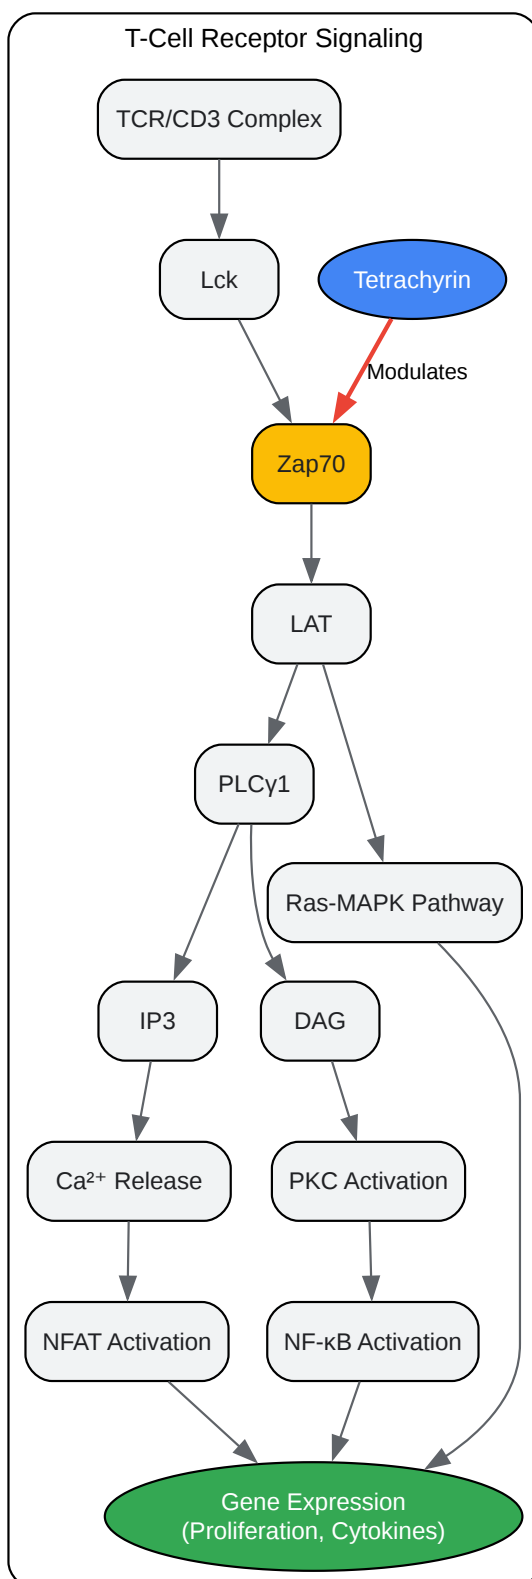 T-Cell Receptor Signaling
TCR/CD3 Complex
Lck
Tetrachyrin
Modulates
Zap70
LAT
PLCγ1
Ras-MAPK Pathway
IP3
DAG
Ca²⁺ Release
PKC Activation
NFAT Activation
NF-κB Activation
Gene Expression
(Proliferation, Cytokines)